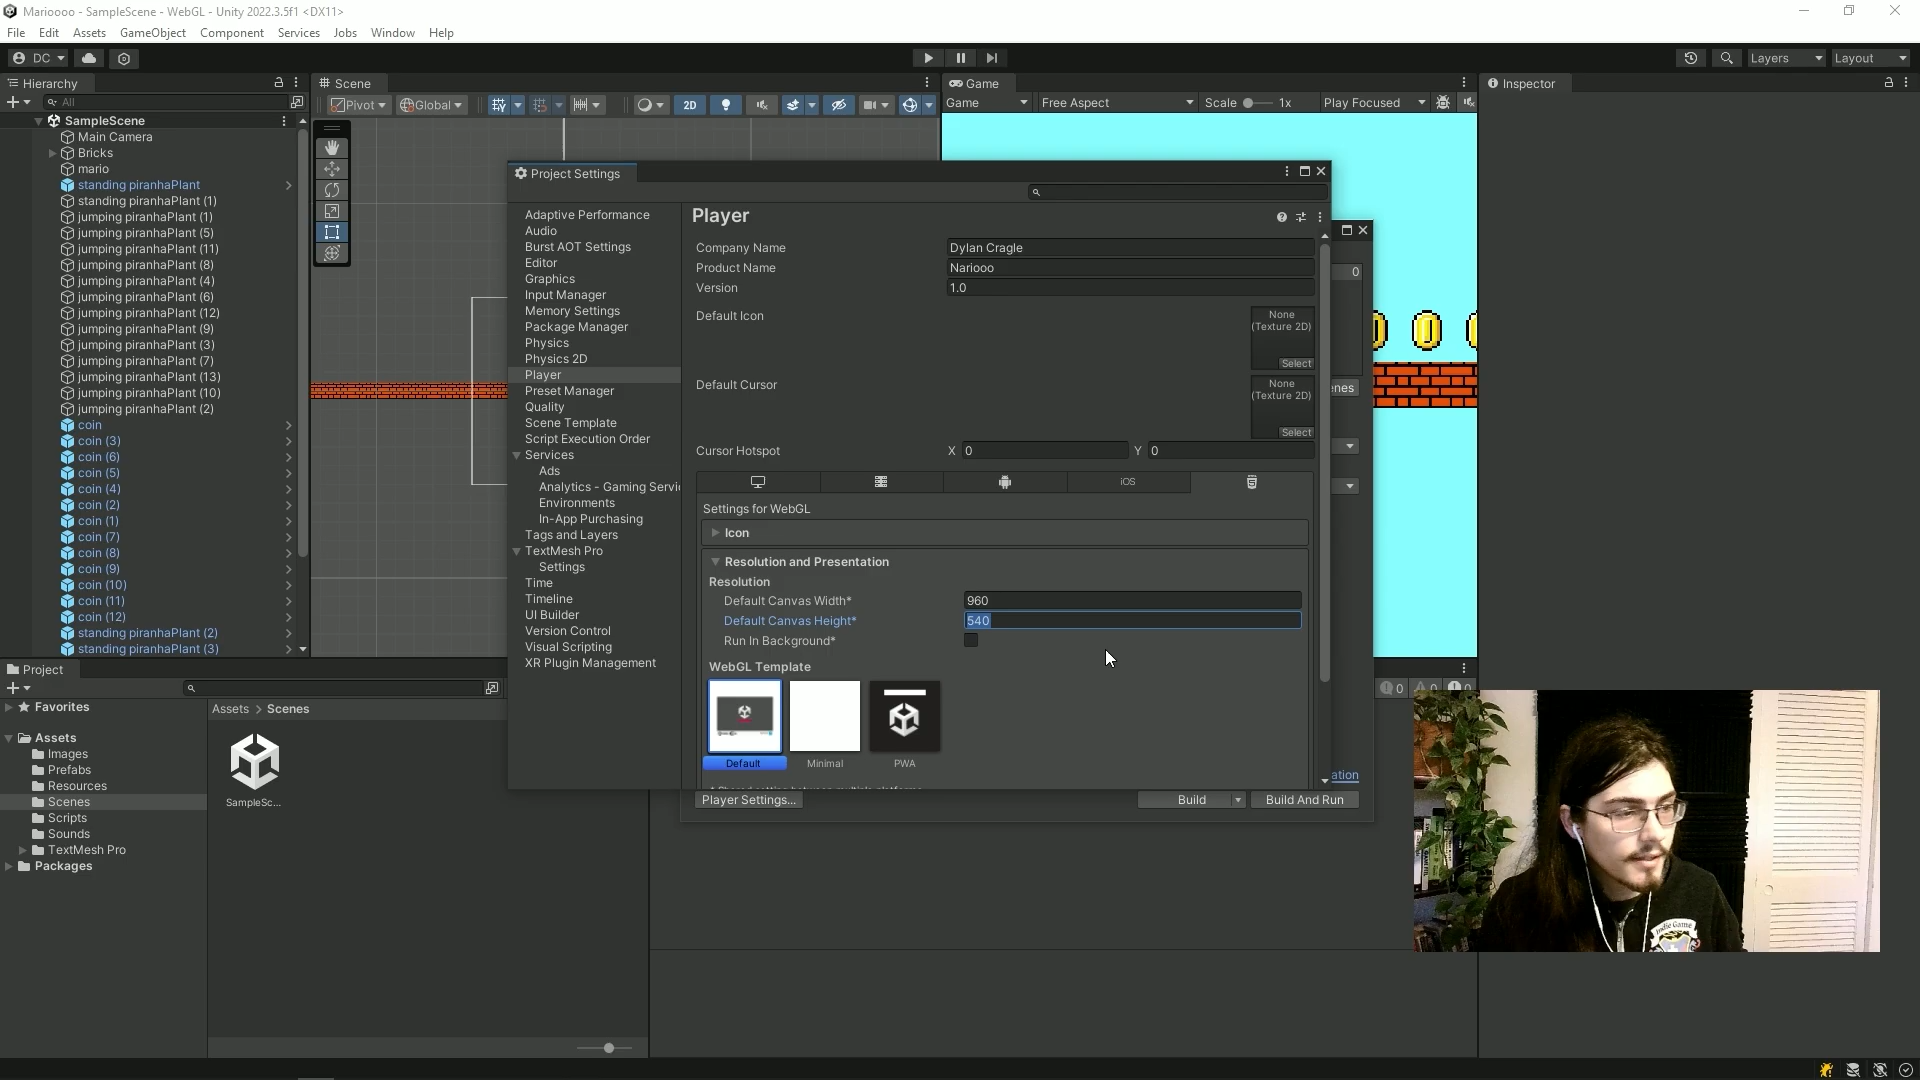 Marioooo - SampleScene - WebGL - Unity 2022.3.5f1 <DX11>
File Edit Assets GameObject Component Services Jobs Window Help
DC
Layers
Layout
Hierarchy
All
SampleScene
Main Camera
Bricks
mario
standing piranhaPlant
standing piranhaPlant (1)
jumping piranhaPlant (1)
jumping piranhaPlant (5)
jumping piranhaPlant (11)
jumping piranhaPlant (8)
jumping piranhaPlant (4)
jumping piranhaPlant (6)
jumping piranhaPlant (12)
jumping piranhaPlant (9)
jumping piranhaPlant (3)
jumping piranhaPlant (7)
jumping piranhaPlant (13)
jumping piranhaPlant (10)
jumping piranhaPlant (2)
coin
coin (3)
coin (6)
coin (5)
coin (4)
coin (2)
coin (1)
coin (7)
coin (8)
coin (9)
coin (10)
coin (11)
coin (12)
standing piranhaPlant (2)
standing piranhaPlant (3)
Scene
Pivot
Global
2D
Game
Game
Free Aspect
Scale 1x
Play Focused
Inspector
Project Settings
Adaptive Performance
Audio
Burst AOT Settings
Editor
Graphics
Input Manager
Memory Settings
Package Manager
Physics
Physics 2D
Player
Preset Manager
Quality
Scene Template
Script Execution Order
Services
Ads
Analytics - Gaming Servi
Environments
In-App Purchasing
Tags and Layers
TextMesh Pro
Settings
Time
Timeline
UI Builder
Version Control
Visual Scripting
XR Plugin Management
Player
Company Name Dylan Cragle
Product Name Nariooo
Version 1.0
Default Icon
None
(Texture 2D)
Select
Default Cursor
None
(Texture 2D)
Select
Cursor Hotspot X 0 Y 0
iOS
Settings for WebGL
Icon
Resolution and Presentation
Resolution
Default Canvas Width* 960
Default Canvas Height* 540
Run In Background*
WebGL Template
Default
Minimal
PWA
0
enes
ation
Player Settings...
Build
Build And Run
0 0 0
Project
Favorites
Assets
Images
Prefabs
Resources
Scenes
Scripts
Sounds
TextMesh Pro
Packages
Assets > Scenes
SampleSc...
Indie Game